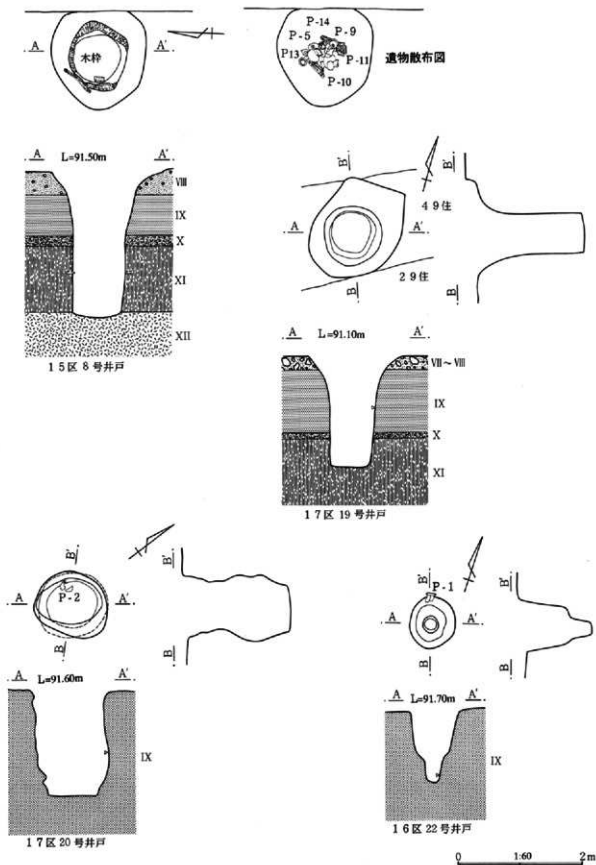 P-14
P-5 P-9
A 木枠 A' P13 P-11 遺物散布図
P-10
A L=91.50m A'
VIII
IX
X
XI
XII
15区8号井戸
B' B'
49住
A A'
29住
B B
A L=91.10m A'
VII～VIII
IX
X
XI
17区19号井戸
B' B'
P-2
A A'
B B
A L=91.60m A'
IX
17区20号井戸
B' B'
P-1
A A'
B B
A L=91.70m A'
IX
16区22号井戸
0 1:60 2m